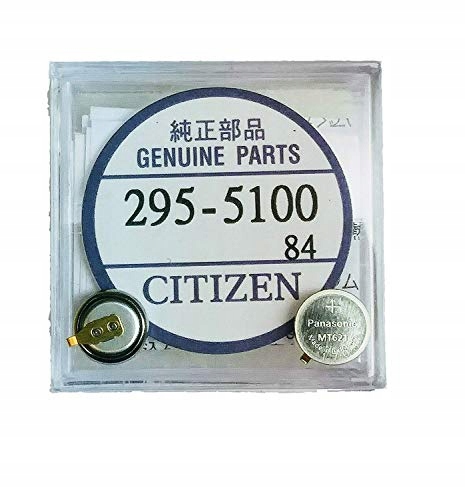 純正部品
GENUINE PARTS
295-5100
84
CITIZEN
+
Panasonic
MT621